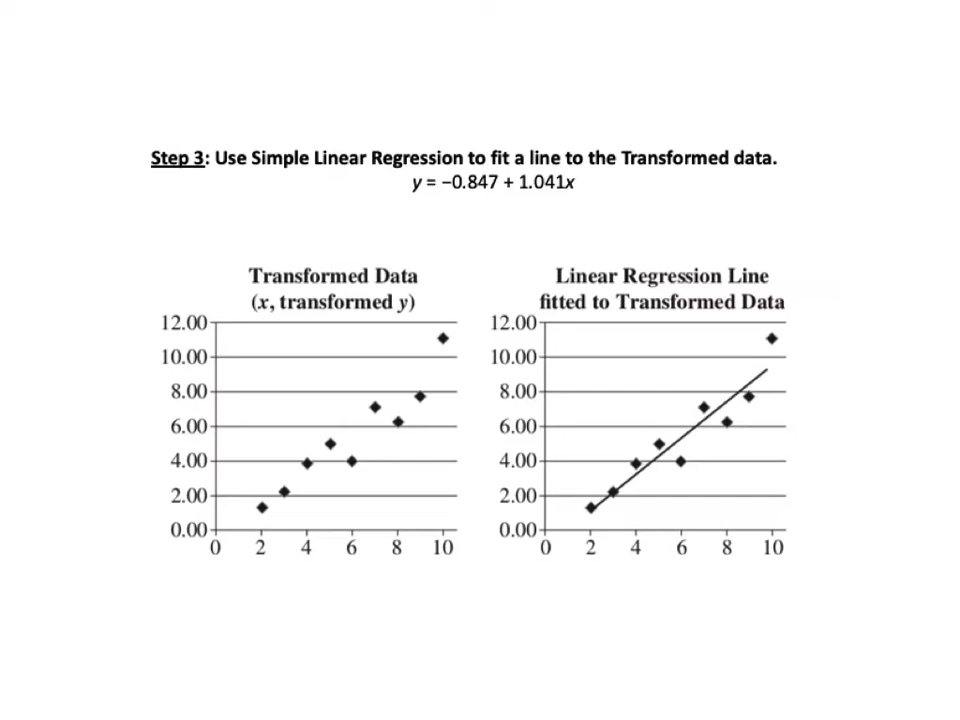 Step 3: Use Simple Linear Regression to fit a line to the Transformed data.
y = −0.847 + 1.041x
Transformed Data
(x, transformed y)
12.00
10.00
8.00
6.00
4.00
2.00
0.00
0 2 4 6 8 10
Linear Regression Line
fitted to Transformed Data
12.00
10.00
8.00
6.00
4.00
2.00
0.00
0 2 4 6 8 10